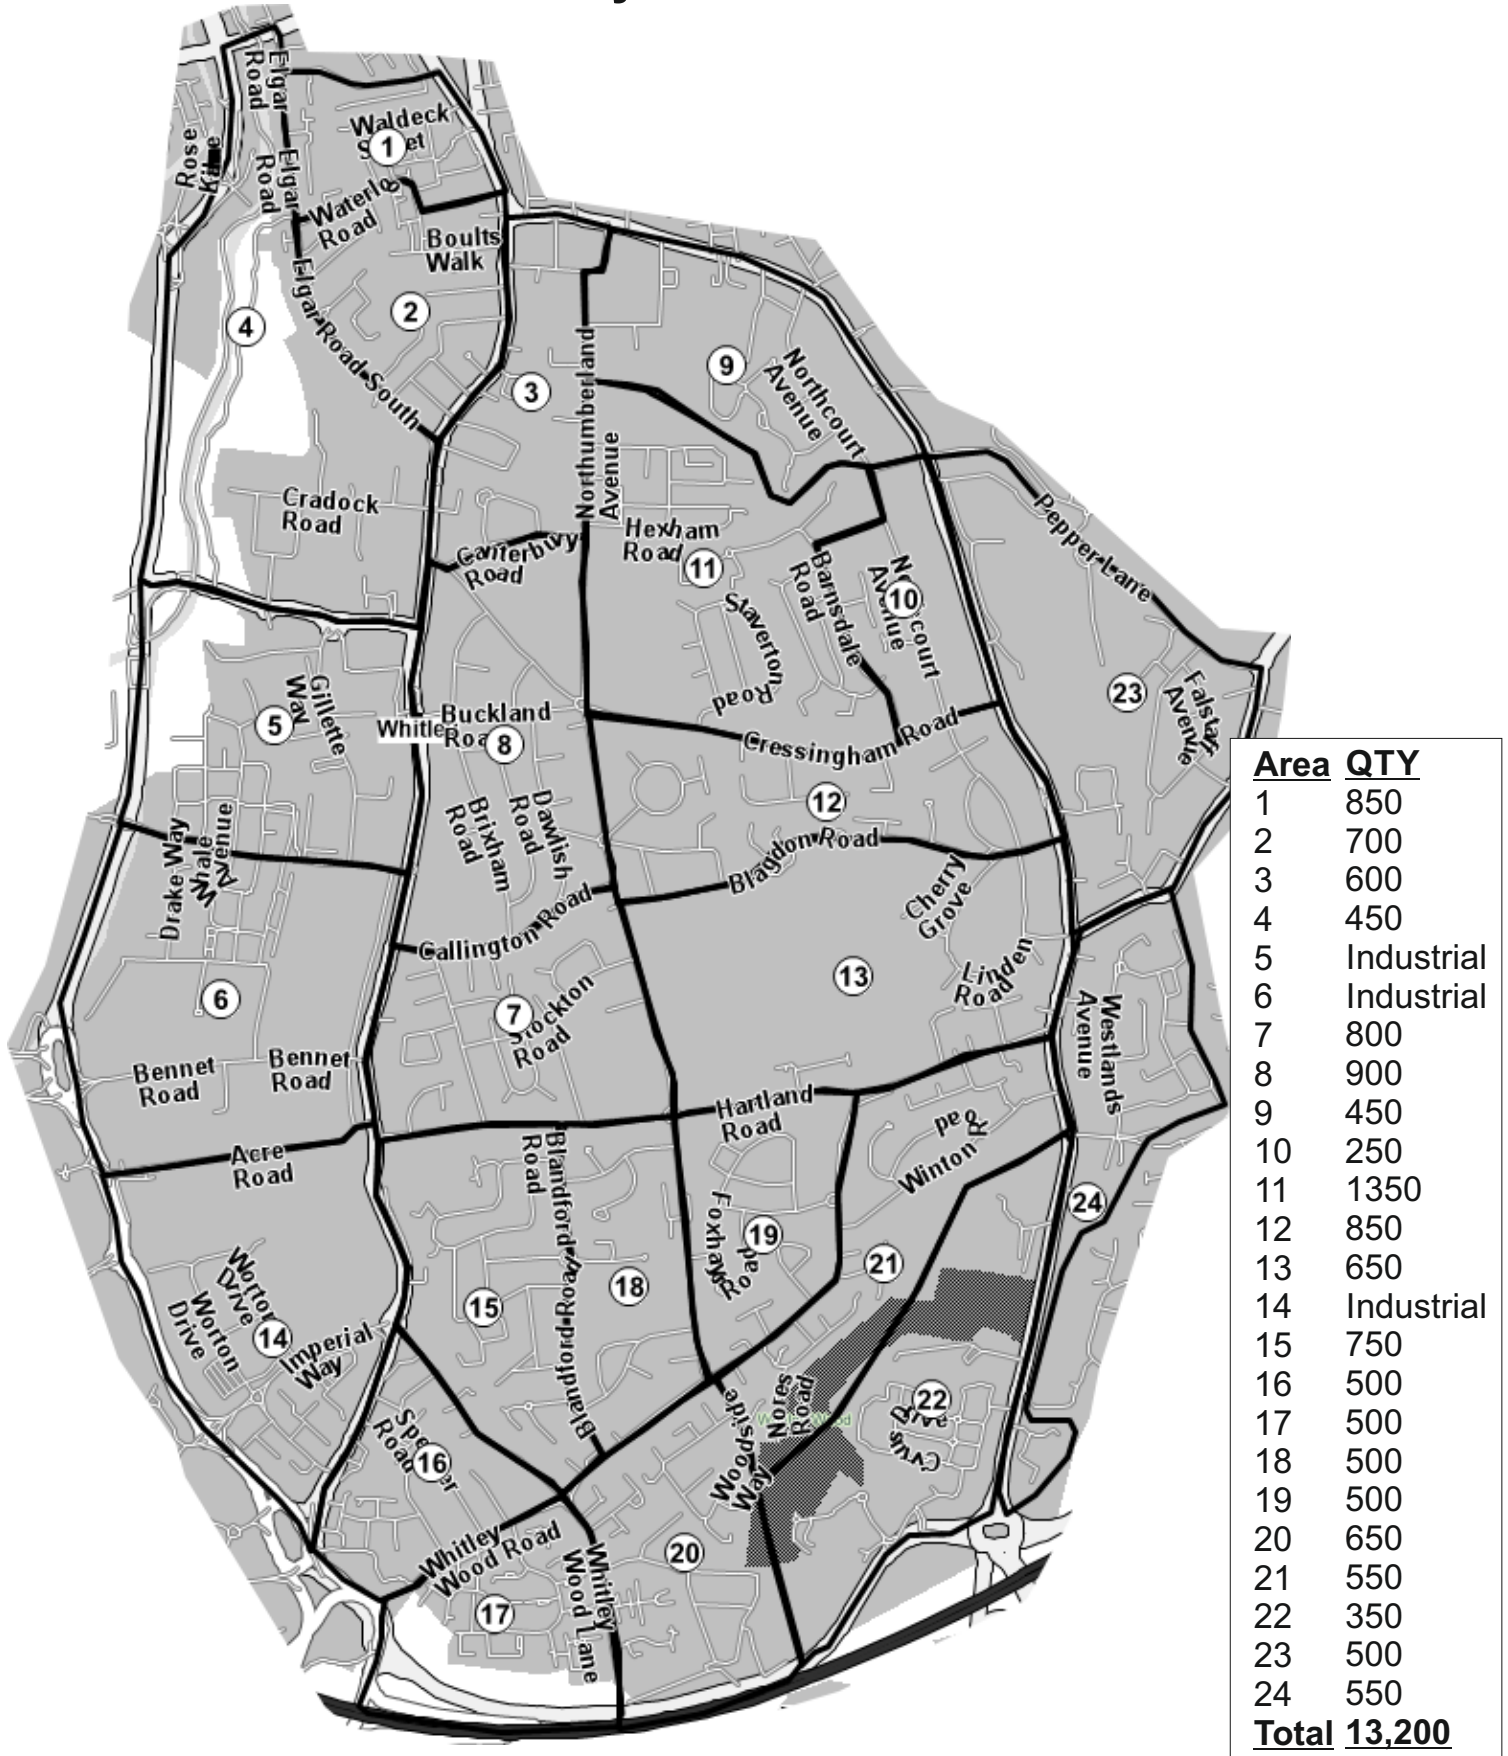 Elgar
Road
Rose
Kiln
Waldeck
Street
1
Elgar
Road
Waterloo
Road
Boults
Walk
Elgar Road South
2
4
3
9
Northcourt
Avenue
Northumberland
Avenue
Cradock
Road
Canterbury
Road
Hexham
Road
11
Pepper Lane
Barnsdale
Road
Northcourt
Avenue
10
Staverton
Road
23
Falstaff
Avenue
Gillette
Way
5
Whitle
Buckland
Road
8
Cressingham Road
12
Brixham
Road
Dawlish
Road
Blagdon Road
Drake Way
Whale
Avenue
Cherry
Grove
Callington Road
Linden
Road
13
6
7
Stockton
Road
Westlands
Avenue
Bennet
Road
Bennet
Road
Hartland
Road
Acre
Road
Blandford
Road
Winton Road
Foxhays
Road
19
24
21
18
15
Worton
Drive
Worton
Drive
14
Imperial
Way
Blandford Road
Nores
Road
22
Cyrus
Drive
Woodside
Way
Spencer
Road
16
Whitley
Wood Road
Whitley
Wood Lane
20
17
Area QTY
1 850
2 700
3 600
4 450
5 Industrial
6 Industrial
7 800
8 900
9 450
10 250
11 1350
12 850
13 650
14 Industrial
15 750
16 500
17 500
18 500
19 500
20 650
21 550
22 350
23 500
24 550
Total 13,200